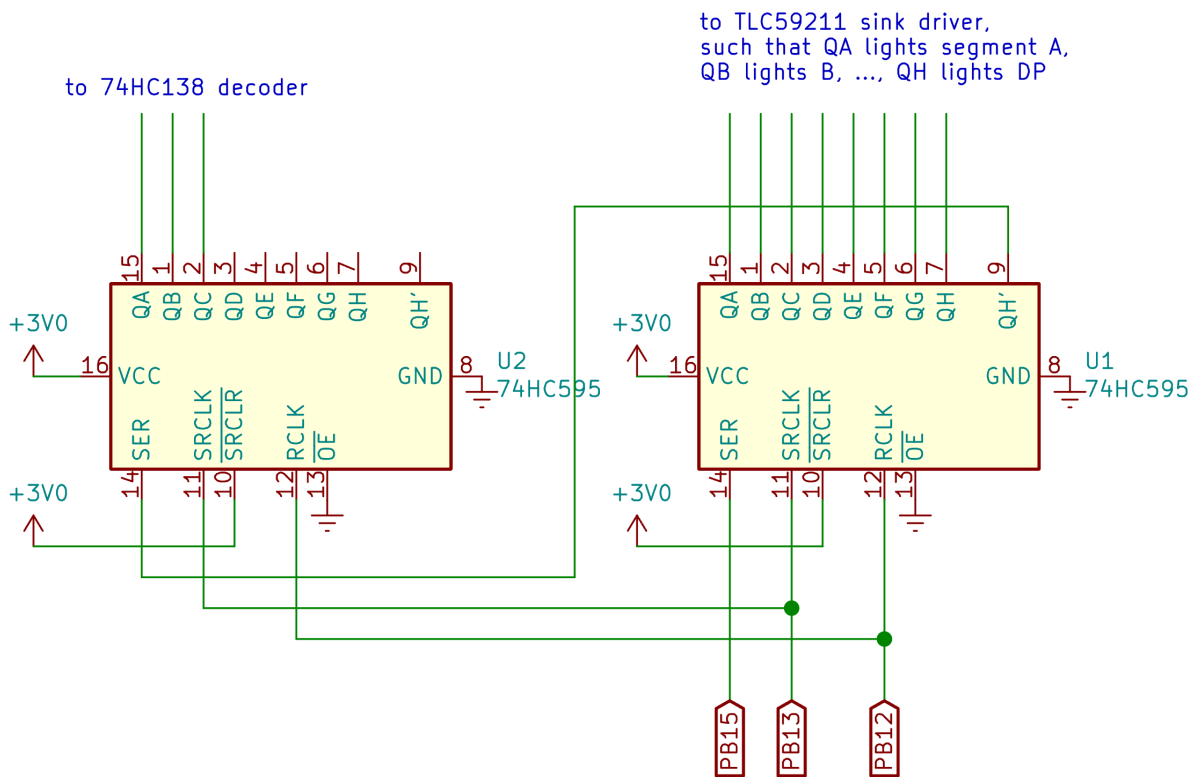 to TLC59211 sink driver,
such that QA lights segment A,
QB lights B, ..., QH lights DP
to 74HC138 decoder
15 1 2 3 4 5 6 7 9
QA QB QC QD QE QF QG QH QH'
+3V0
16 VCC
GND 8
U2
74HC595
SER SRCLK SRCLR RCLK OE
14 11 10 12 13
+3V0
15 1 2 3 4 5 6 7 9
QA QB QC QD QE QF QG QH QH'
+3V0
16 VCC
GND 8
U1
74HC595
SER SRCLK SRCLR RCLK OE
14 11 10 12 13
+3V0
PB15 PB13 PB12